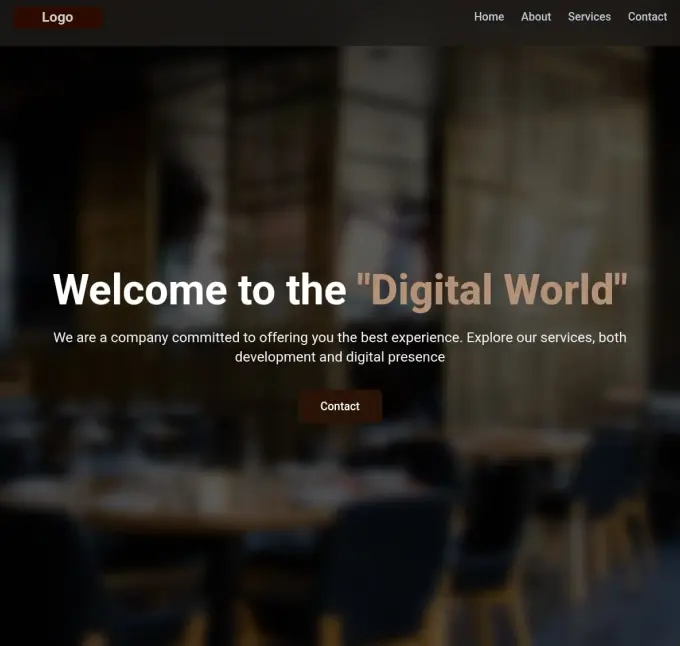 Logo
Home About Services Contact
Welcome to the "Digital World"
We are a company committed to offering you the best experience. Explore our services, both
development and digital presence
Contact